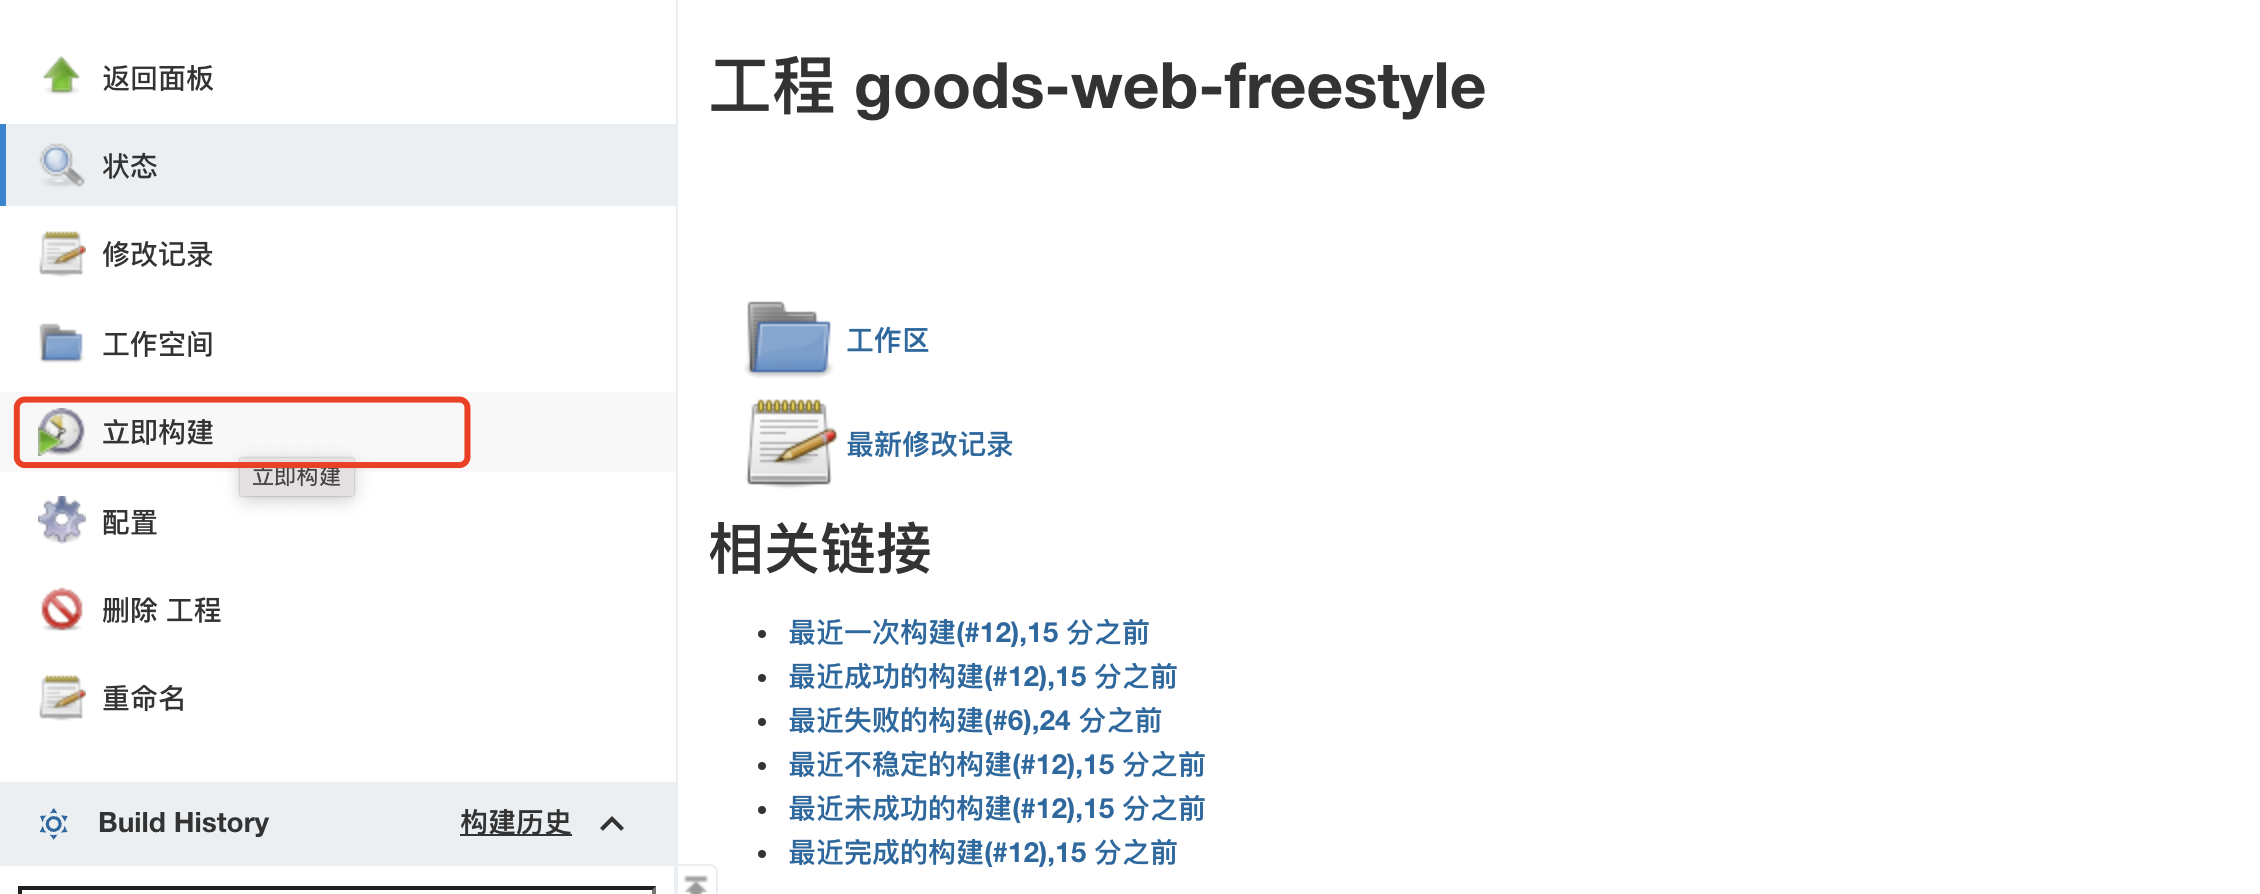 返回面板
状态
修改记录
工作空间
立即构建
立即构建
配置
删除 工程
重命名
Build History 构建历史
工程 goods-web-freestyle
工作区
最新修改记录
相关链接
最近一次构建(#12),15 分之前
最近成功的构建(#12),15 分之前
最近失败的构建(#6),24 分之前
最近不稳定的构建(#12),15 分之前
最近未成功的构建(#12),15 分之前
最近完成的构建(#12),15 分之前